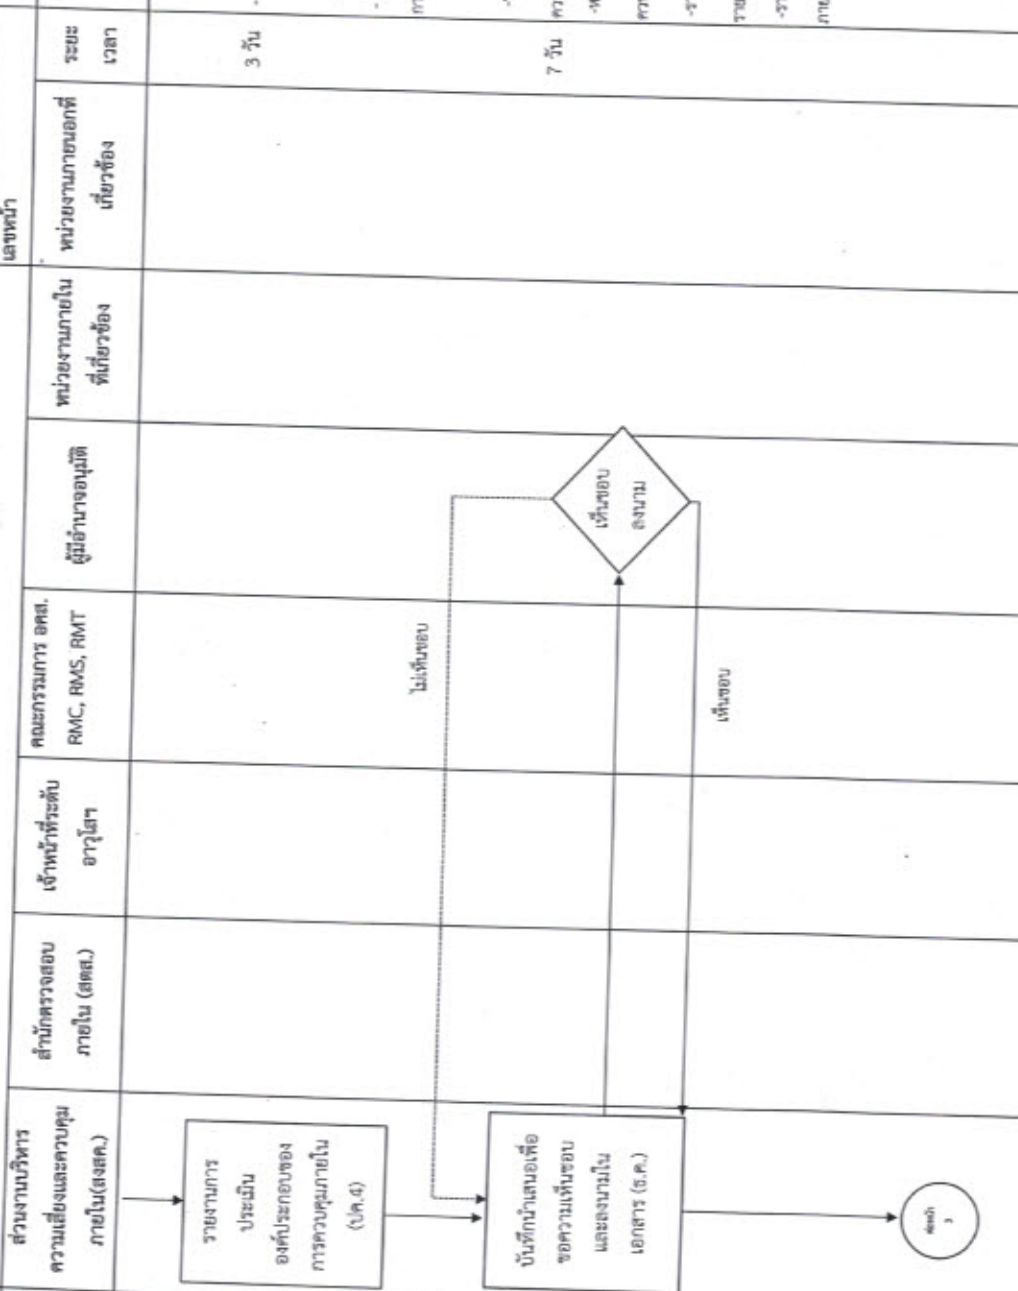 เลขหน้า
ส่วนงานบริหาร
ความเสี่ยงและควบคุม
ภายใน(สงสค.)
สำนักตรวจสอบ
ภายใน (สตส.)
เจ้าหน้าที่ระดับ
อาวุโสฯ
คณะกรรมการ อตส.
RMC, RMS, RMT
ผู้มีอำนาจอนุมัติ
หน่วยงานภายใน
ที่เกี่ยวข้อง
หน่วยงานภายนอกที่
เกี่ยวข้อง
ระยะ
เวลา
รายงานการ
ประเมิน
องค์ประกอบของ
การควบคุมภายใน
(ปค.4)
3 วัน
ไม่เห็นชอบ
บันทึกนำเสนอเพื่อ
ขอความเห็นชอบ
และลงนามใน
เอกสาร (ธ.ค.)
เห็นชอบ
ลงนาม
7 วัน
เห็นชอบ
3